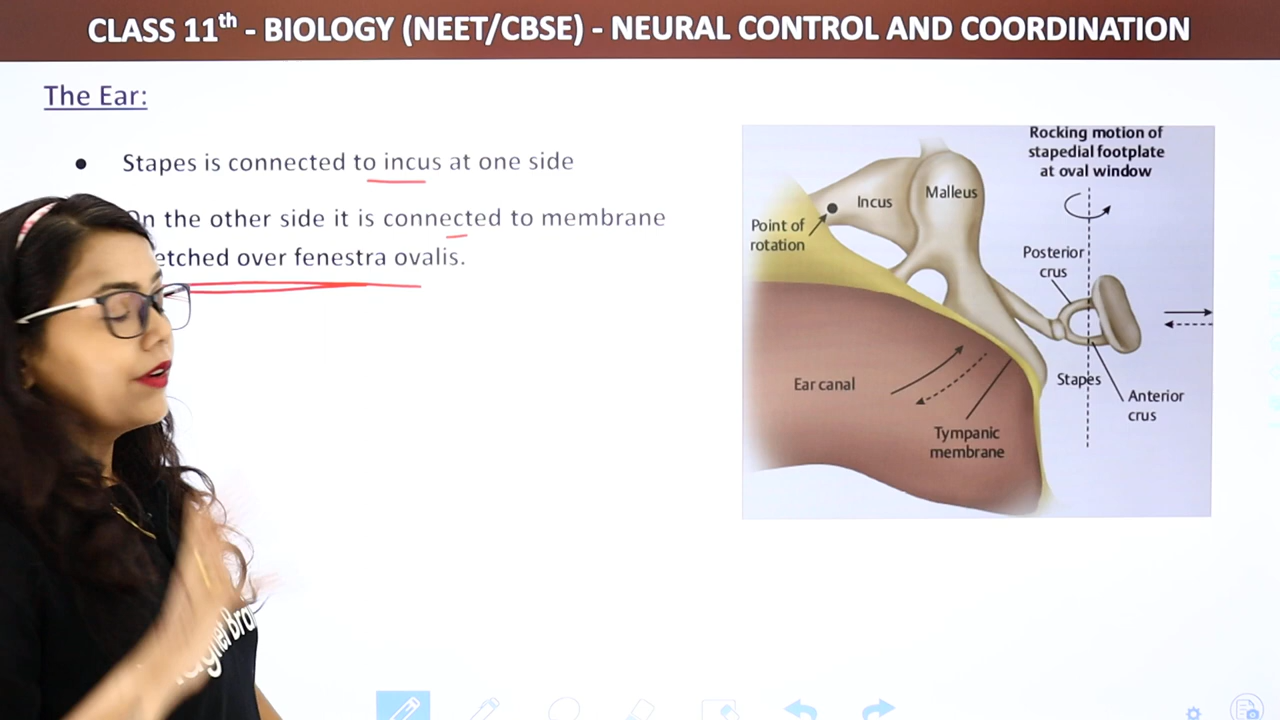 CLASS 11th - BIOLOGY (NEET/CBSE) - NEURAL CONTROL AND COORDINATION
The Ear:
Stapes is connected to incus at one side
On the other side it is connected to membrane
etched over fenestra ovalis.
Rocking motion of
stapedial footplate
at oval window
Malleus
Incus
Point of
rotation
Posterior
crus
Ear canal
Stapes
Anterior
crus
Tympanic
membrane